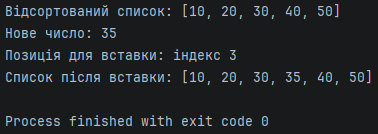 Відсортований список: [10, 20, 30, 40, 50]
Нове число: 35
Позиція для вставки: індекс 3
Список після вставки: [10, 20, 30, 35, 40, 50]
Process finished with exit code 0